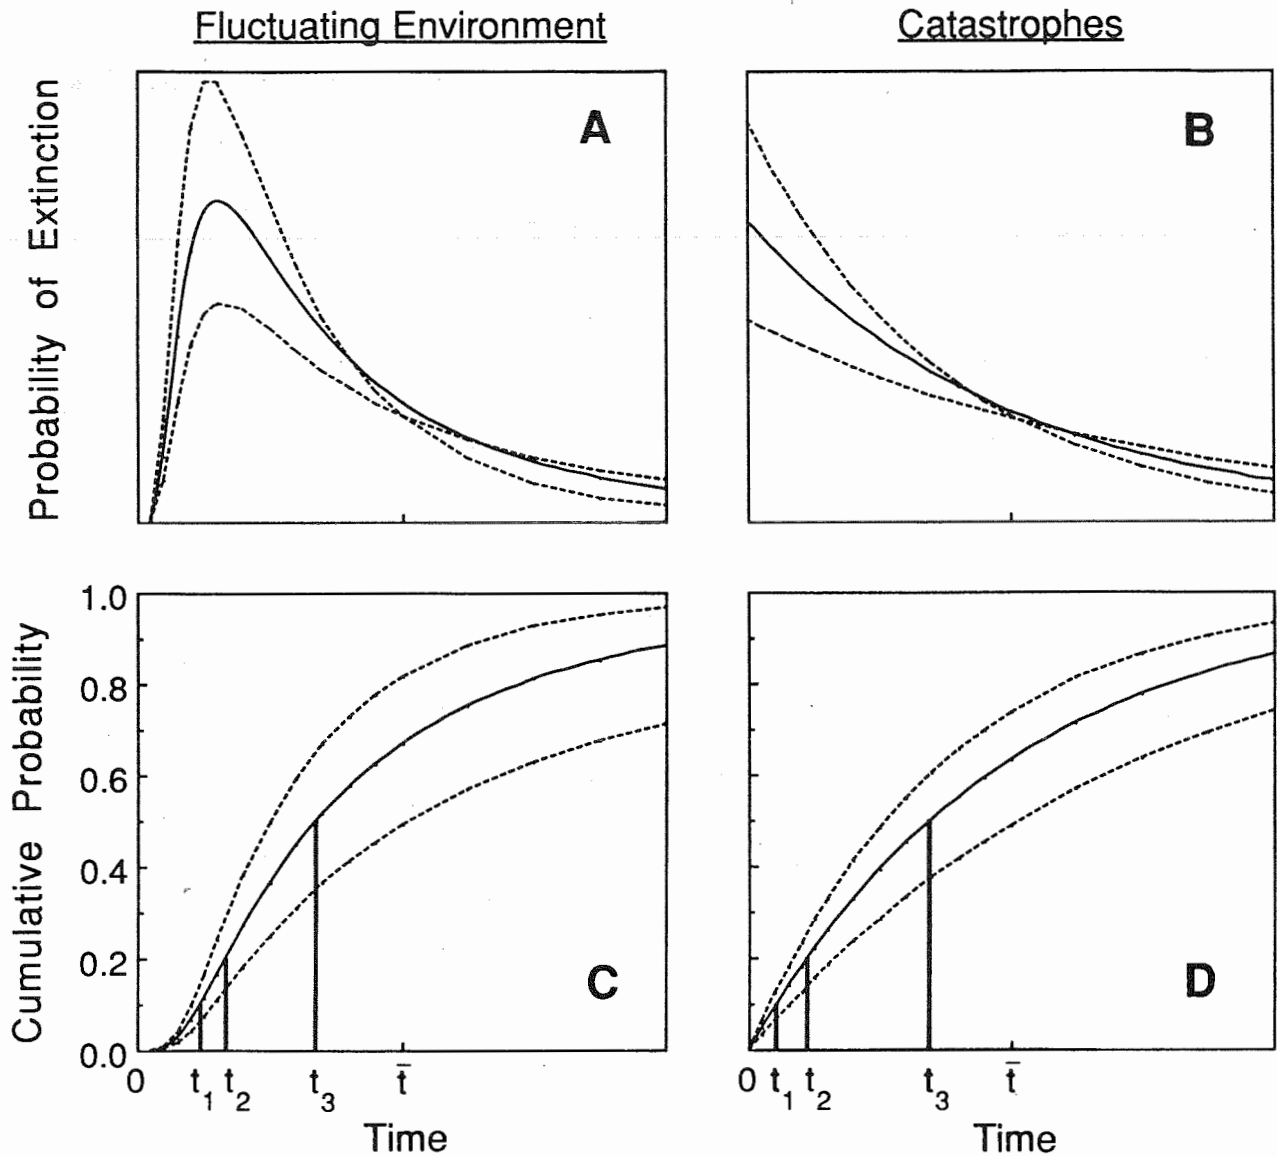 Fluctuating Environment
Catastrophes
Probability of Extinction
A
B
Cumulative Probability
1.0
0.8
0.6
0.4
0.2
0.0
C
D
0 t1 t2 t3 t̄
0 t1 t2 t3 t̄
Time
Time